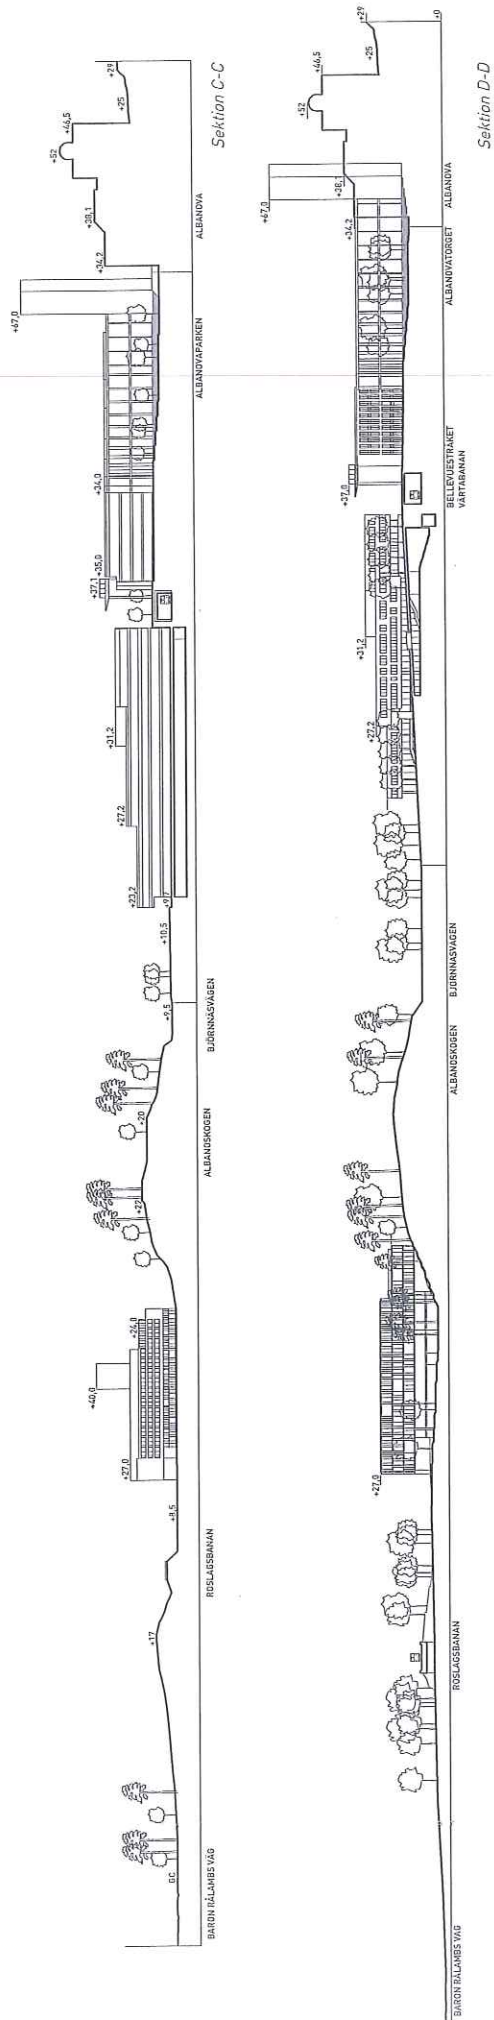 GC
+17
+8,5
+27,0
+40,0
+24,0
+22
+20
+9,5
+10,5
+9,7
+23,2
+27,2
+31,2
+37,1
+35,0
+34,0
+67,0
+34,2
+38,1
+52
+46,5
+25
+29
BARON RÅLAMBS VÄG
ROSLAGSBANAN
ALBANOSKOGEN
BJÖRNNÄSVÄGEN
ALBANOVAPARKEN
ALBANOVA
Sektion C-C
+27,0
+27,2
+31,2
+37,0
+67,0
+34,2
+38,1
+52
+46,5
+25
+29
+0
BARON RÅLAMBS VÄG
ROSLAGSBANAN
ALBANOSKOGEN
BJÖRNNÄSVÄGEN
BELLEVUESTRÅKET
VÄRTABANAN
ALBANOVATORGET
ALBANOVA
Sektion D-D